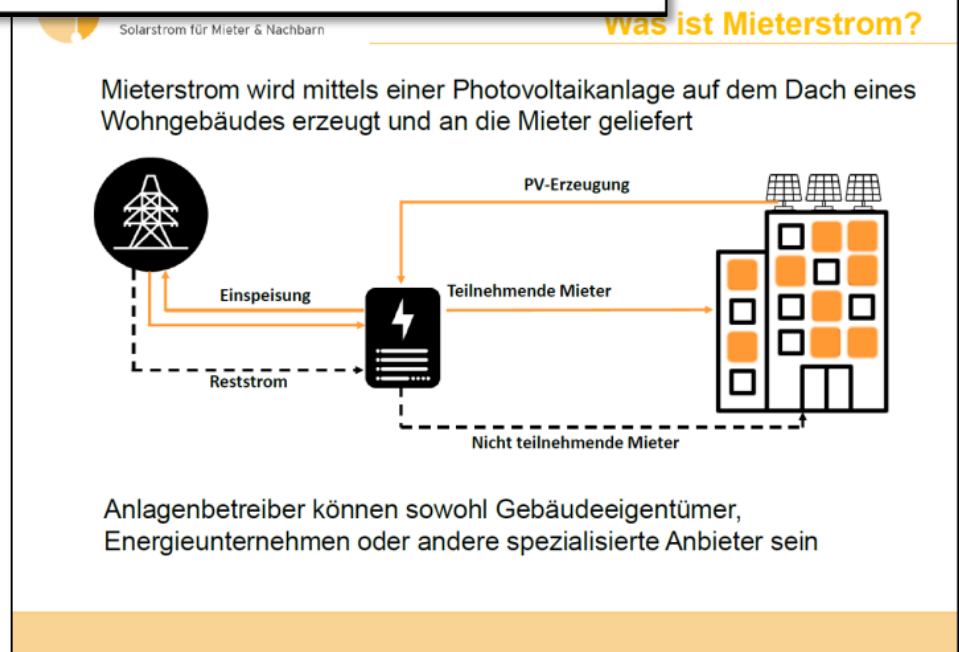 Solarstrom für Mieter & Nachbarn
Was ist Mieterstrom?
Mieterstrom wird mittels einer Photovoltaikanlage auf dem Dach eines
Wohngebäudes erzeugt und an die Mieter geliefert
PV-Erzeugung
Einspeisung
Teilnehmende Mieter
Reststrom
Nicht teilnehmende Mieter
Anlagenbetreiber können sowohl Gebäudeeigentümer,
Energieunternehmen oder andere spezialisierte Anbieter sein